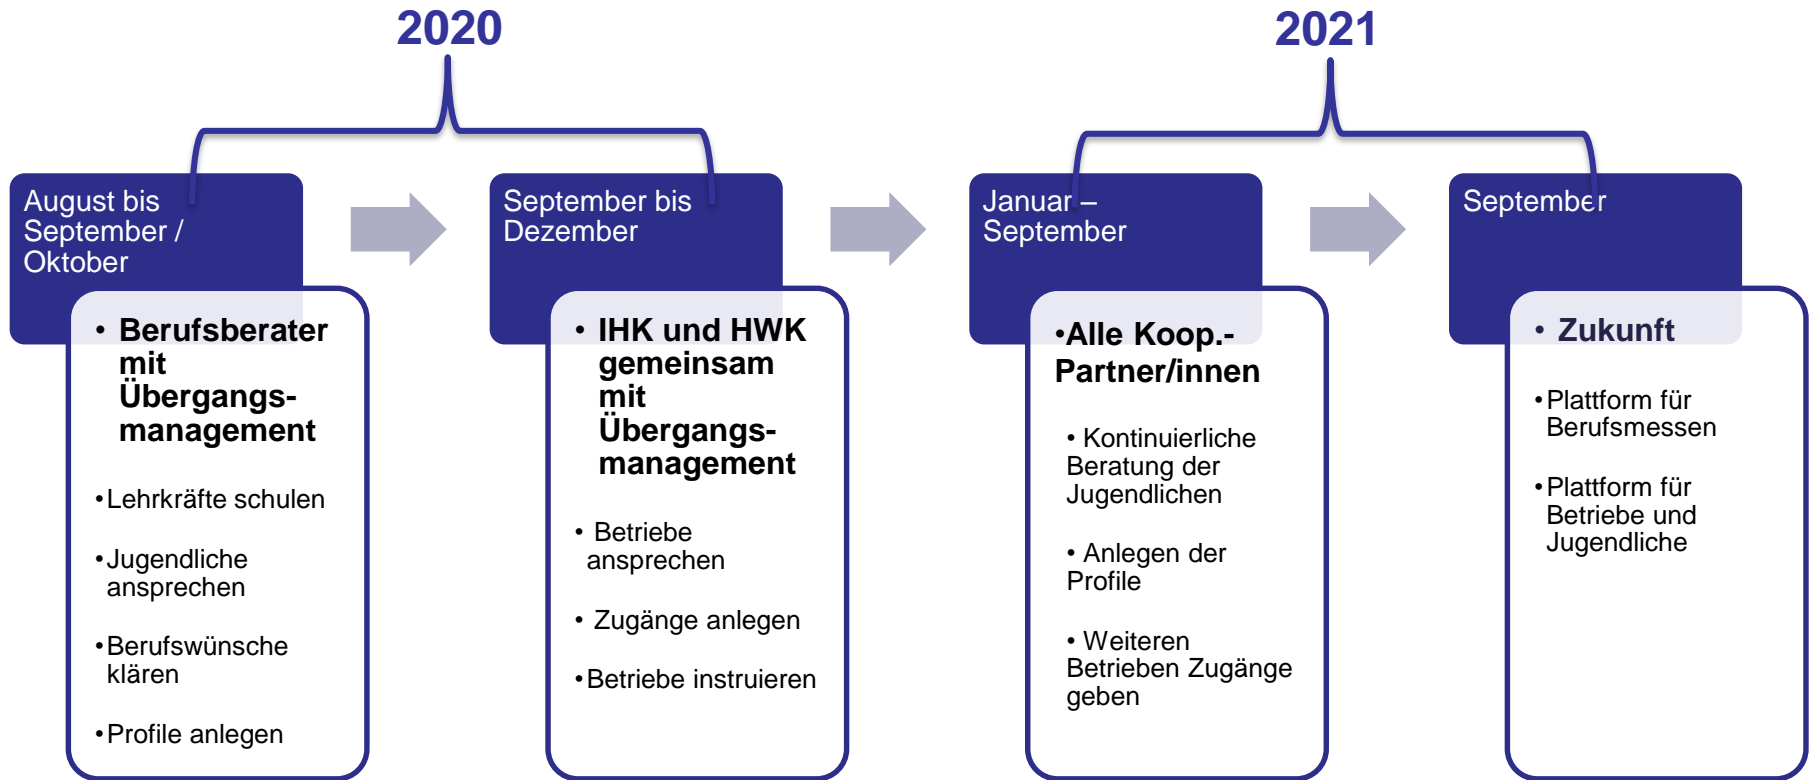 2020
2021
August bis
September /
Oktober
• Berufsberater
mit
Übergangs-
management
•Lehrkräfte schulen
•Jugendliche
ansprechen
•Berufswünsche
klären
•Profile anlegen
September bis
Dezember
• IHK und HWK
gemeinsam
mit
Übergangs-
management
• Betriebe
ansprechen
• Zugänge anlegen
•Betriebe instruieren
Januar –
September
•Alle Koop.-
Partner/innen
• Kontinuierliche
Beratung der
Jugendlichen
• Anlegen der
Profile
• Weiteren
Betrieben Zugänge
geben
September
• Zukunft
•Plattform für
Berufsmessen
•Plattform für
Betriebe und
Jugendliche